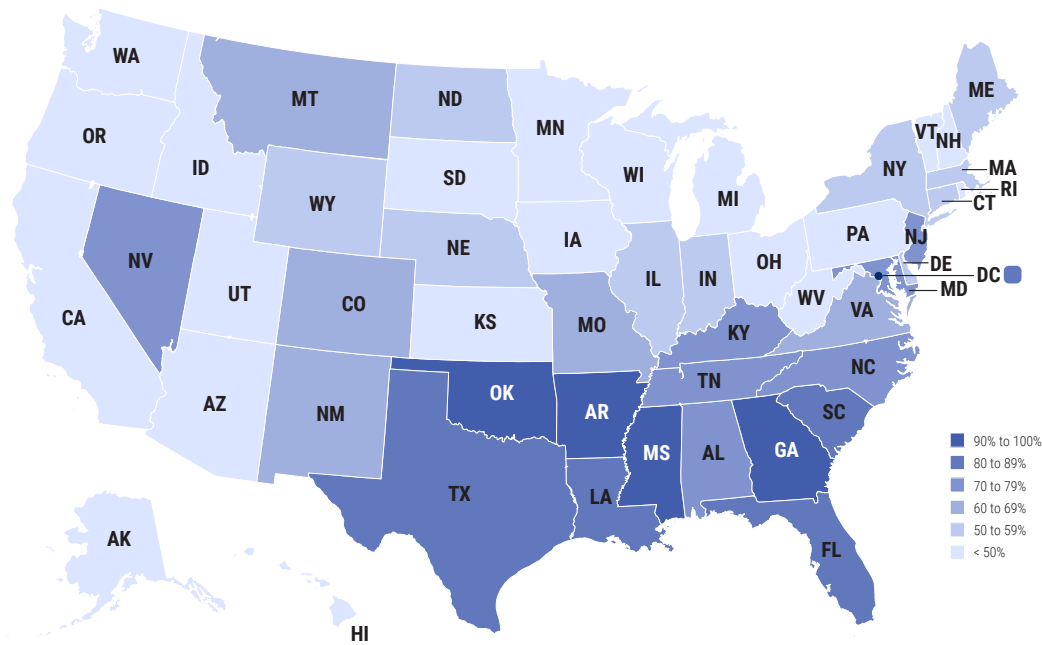 WA
MT
ND
MN
ME
OR
ID
WY
SD
WI
MI
NY
VT
NH
MA
RI
CT
NV
UT
CO
NE
IA
IL
IN
OH
PA
NJ
DE
DC
MD
CA
KS
MO
WV
VA
KY
AZ
NM
OK
AR
TN
NC
SC
TX
LA
MS
AL
GA
FL
AK
HI
90% to 100%
80 to 89%
70 to 79%
60 to 69%
50 to 59%
< 50%